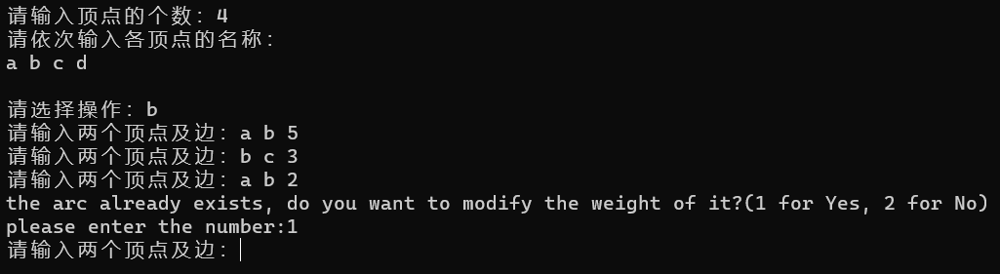 请输入顶点的个数：4
请依次输入各顶点的名称：
a b c d
请选择操作：b
请输入两个顶点及边：a b 5
请输入两个顶点及边：b c 3
请输入两个顶点及边：a b 2
the arc already exists, do you want to modify the weight of it?(1 for Yes, 2 for No)
please enter the number:1
请输入两个顶点及边：